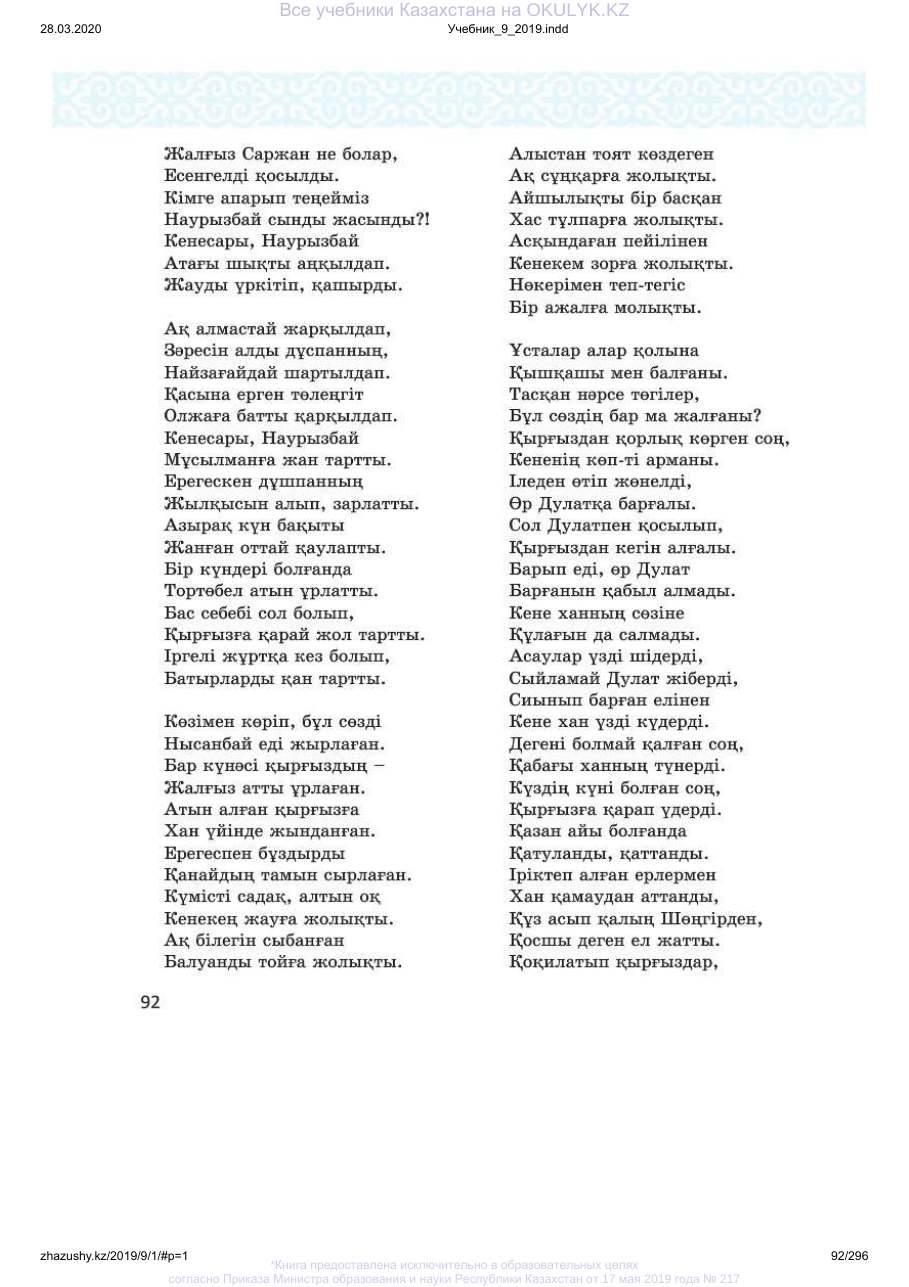 Все учебники Казахстана на OKULYK.KZ
28.03.2020
Учебник_9_2019.indd
Жалғыз Саржан не болар,
Есенгелді қосылды.
Кімге апарып теңейміз
Наурызбай сынды жасынды?!
Кенесары, Наурызбай
Атағы шықты аңқылдап.
Жауды үркітіп, қашырды.
Ақ алмастай жарқылдап,
Зәресін алды дұспанның,
Найзағайдай шартылдап.
Қасына ерген төлеңгіт
Олжаға батты қарқылдап.
Кенесары, Наурызбай
Мұсылманға жан тартты.
Ерегескен дұшпанның
Жылқысын алып, зарлатты.
Азырақ күн бақыты
Жанған оттай қаулапты.
Бір күндері болғанда
Тортөбел атын ұрлатты.
Бас себебі сол болып,
Қырғызға қарай жол тартты.
Іргелі жұртқа кез болып,
Батырларды қан тартты.
Көзімен көріп, бұл сөзді
Нысанбай еді жырлаған.
Бар күнәсі қырғыздың –
Жалғыз атты ұрлаған.
Атын алған қырғызға
Хан үйінде жынданған.
Ерегеспен бұздырды
Қанайдың тамын сырлаған.
Күмісті садақ, алтын оқ
Кенекең жауға жолықты.
Ақ білегін сыбанған
Балуанды тойға жолықты.
Алыстан тоят көздеген
Ақ сұңқарға жолықты.
Айшылықты бір басқан
Хас тұлпарға жолықты.
Асқындаған пейілінен
Кенекем зорға жолықты.
Нөкерімен теп-тегіс
Бір ажалға молықты.
Ұсталар алар қолына
Қышқашы мен балғаны.
Тасқан нәрсе төгілер,
Бұл сөздің бар ма жалғаны?
Қырғыздан қорлық көрген соң,
Кененің көп-ті арманы.
Іледен өтіп жөнелді,
Өр Дулатқа барғалы.
Сол Дулатпен қосылып,
Қырғыздан кегін алғалы.
Барып еді, өр Дулат
Барғанын қабыл алмады.
Кене ханның сөзіне
Құлағын да салмады.
Асаулар үзді шідерді,
Сыйламай Дулат жіберді,
Сиынып барған елінен
Кене хан үзді күдерді.
Дегені болмай қалған соң,
Қабағы ханның түнерді.
Күздің күні болған соң,
Қырғызға қарап үдерді.
Қазан айы болғанда
Қатуланды, қаттанды.
Іріктеп алған ерлермен
Хан қамаудан аттанды,
Құз асып қалың Шөңгірден,
Қосшы деген ел жатты.
Қоқилатып қырғыздар,
92
zhazushy.kz/2019/9/1/#p=1
92/296
*Книга предоставлена исключительно в образовательных целях
согласно Приказа Министра образования и науки Республики Казахстан от 17 мая 2019 года № 217